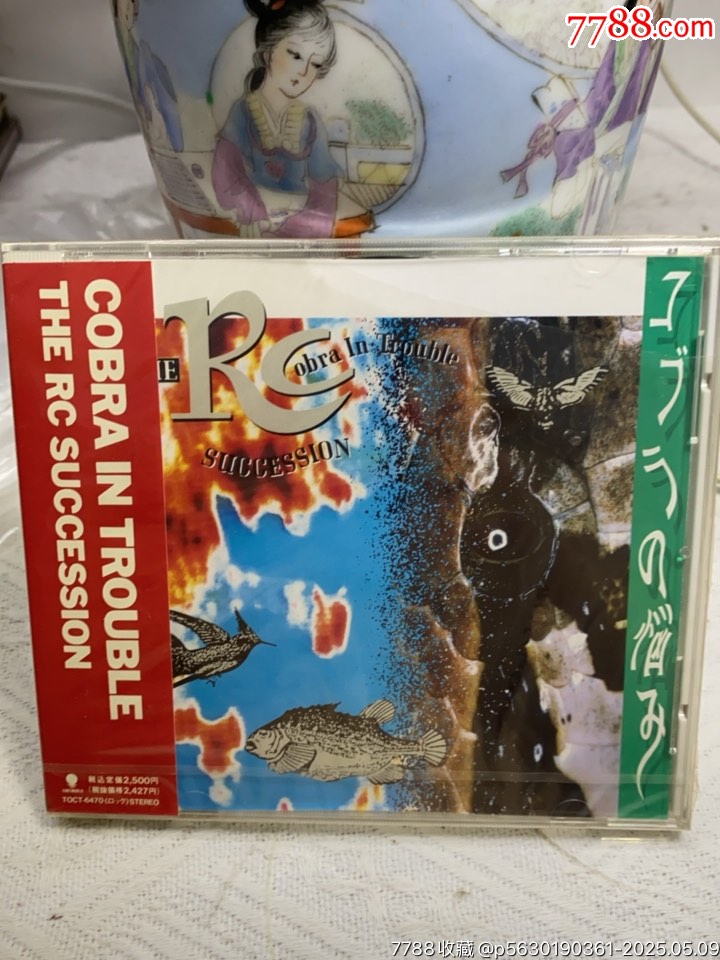 7788.com
COBRA IN TROUBLE
THE RC SUCCESSION
税込定価2,500円
(税抜価格2,427円)
TOCT-6470(ロック)STEREO
HE
RC
obra In Trouble
SUCCESSION
コブラの悩み
7788收藏 @p5630190361-2025.05.09